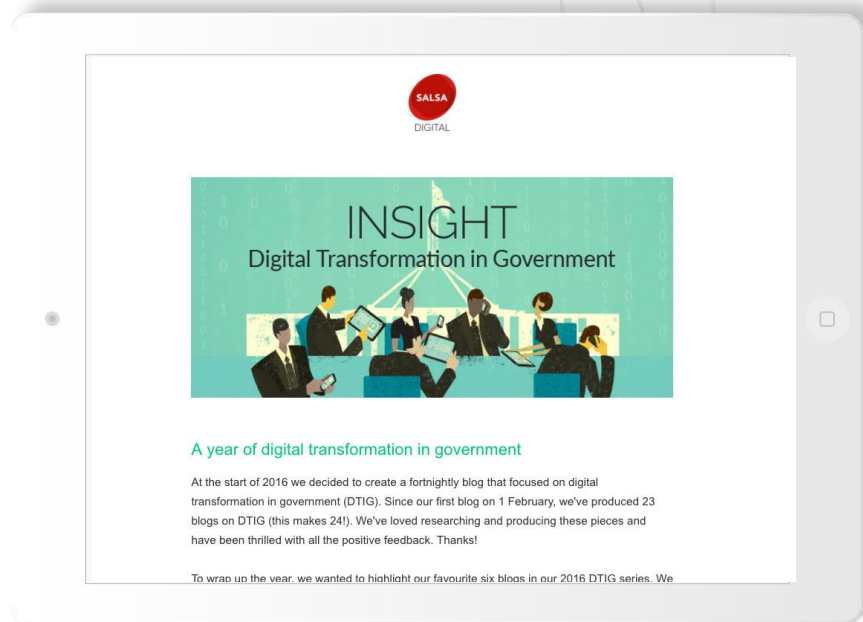 SALSA
DIGITAL
INSIGHT
Digital Transformation in Government
A year of digital transformation in government
At the start of 2016 we decided to create a fortnightly blog that focused on digital
transformation in government (DTIG). Since our first blog on 1 February, we've produced 23
blogs on DTIG (this makes 24!). We've loved researching and producing these pieces and
have been thrilled with all the positive feedback. Thanks!
To wrap up the year, we wanted to highlight our favourite six blogs in our 2016 DTIG series. We